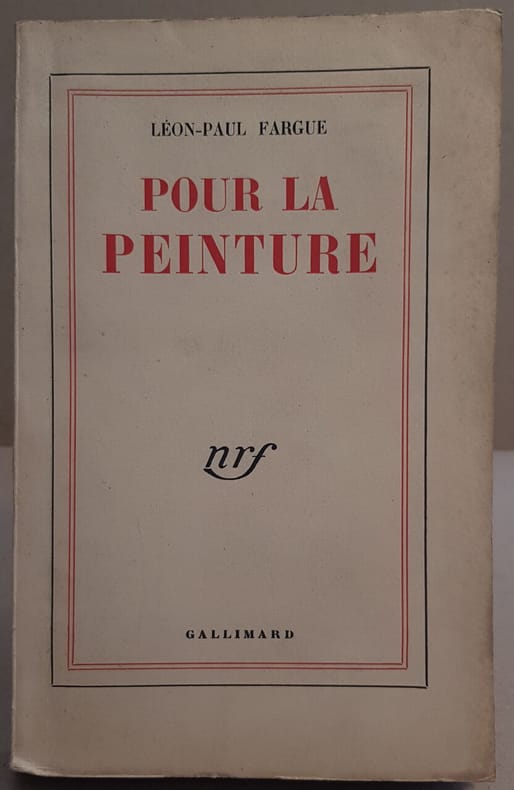 LÉON-PAUL FARGUE
POUR LA
PEINTURE
nrf
GALLIMARD